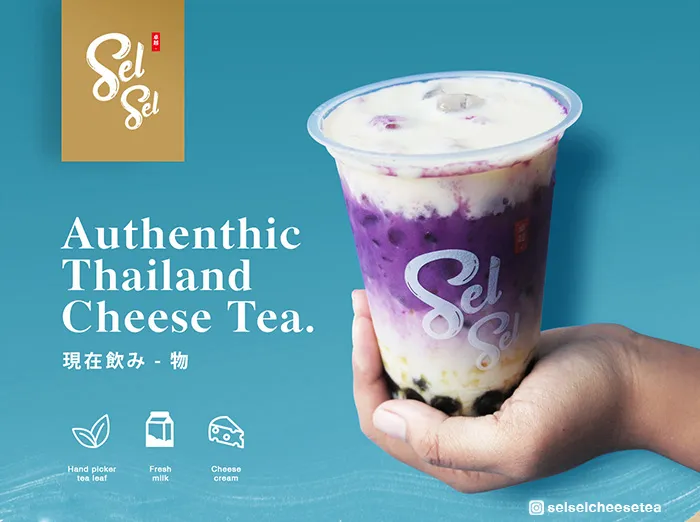 Sel
Sel
Authenthic
Thailand
Cheese Tea.
現在飲み - 物
Hand picker
tea leaf
Fresh
milk
Cheese
cream
Sel
Sel
selselcheesetea